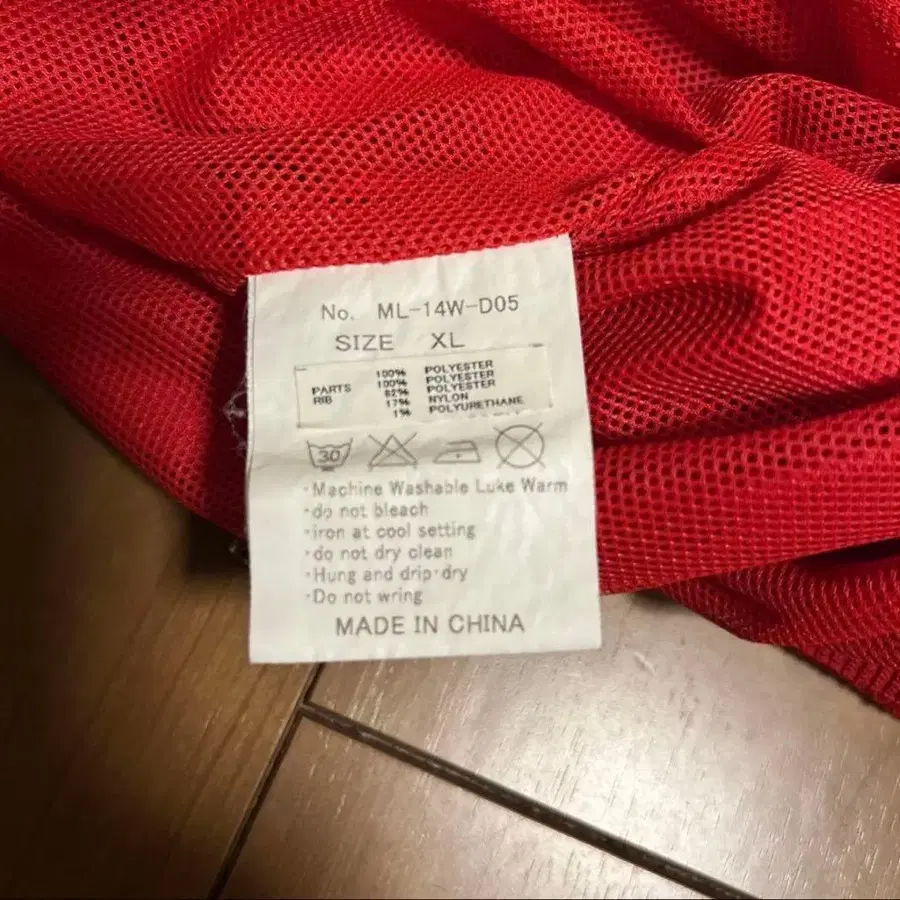 No. ML-14W-D05
SIZE XL
100% POLYESTER
PARTS 100% POLYESTER
RIB 82% POLYESTER
17% NYLON
1% POLYURETHANE
30
·Machine Washable Luke Warm
·do not bleach
·iron at cool setting
·do not dry clean
·Hung and drip·dry
·Do not wring
MADE IN CHINA